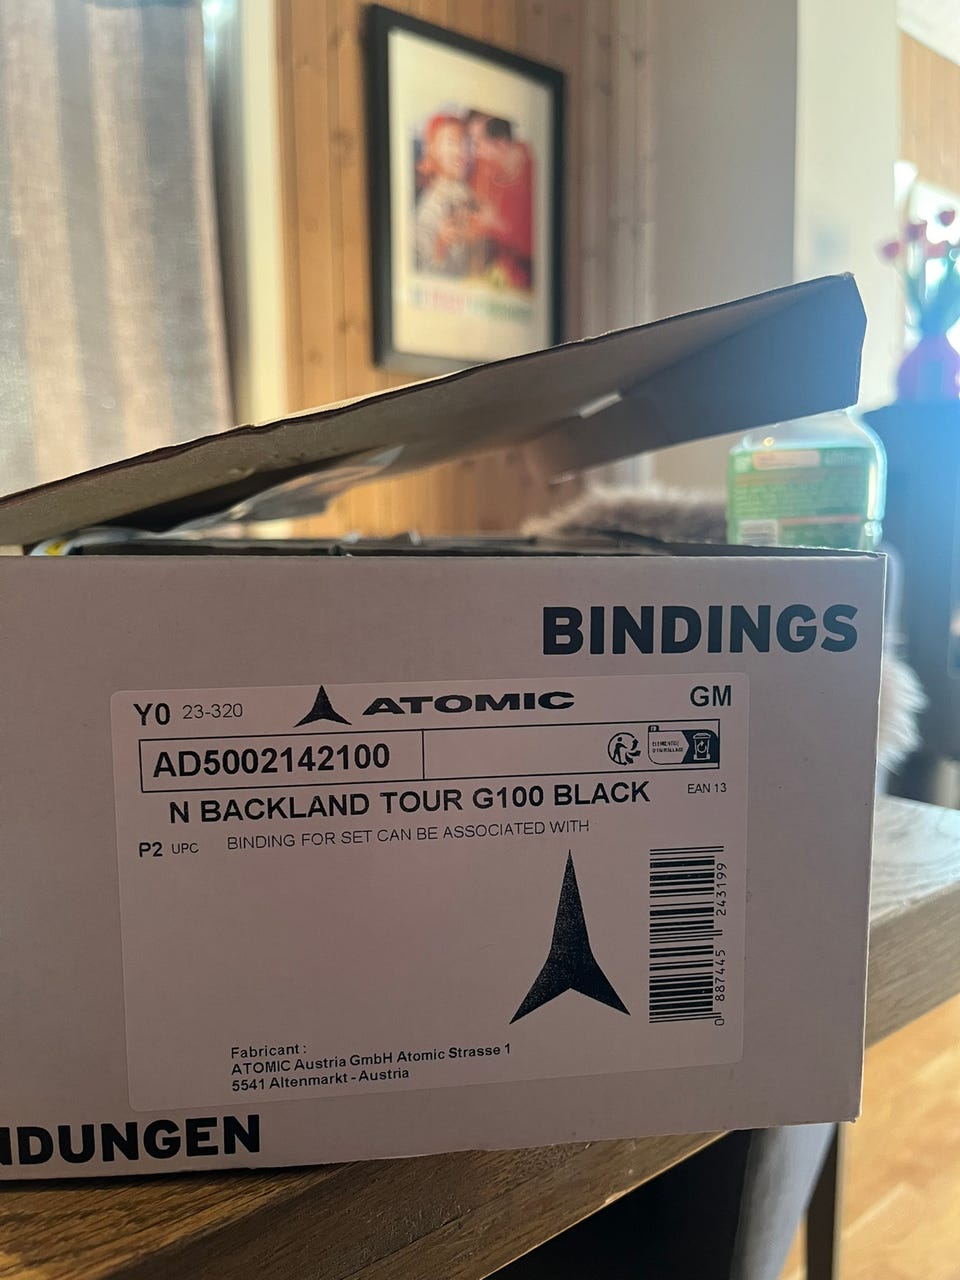 BINDINGS
Y0 23-320 ATOMIC GM
AD5002142100
N BACKLAND TOUR G100 BLACK EAN 13
P2 UPC BINDING FOR SET CAN BE ASSOCIATED WITH
0 887445 243199
Fabricant :
ATOMIC Austria GmbH Atomic Strasse 1
5541 Altenmarkt - Austria
NDUNGEN